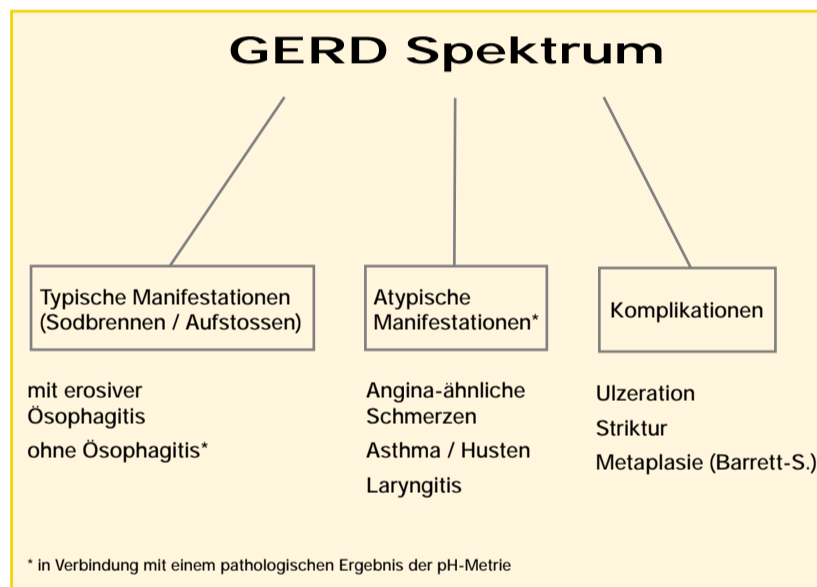 GERD Spektrum
Typische Manifestationen
(Sodbrennen / Aufstossen)
mit erosiver
Ösophagitis
ohne Ösophagitis*
Atypische
Manifestationen*
Angina-ähnliche
Schmerzen
Asthma / Husten
Laryngitis
Komplikationen
Ulzeration
Striktur
Metaplasie (Barrett-S.)
* in Verbindung mit einem pathologischen Ergebnis der pH-Metrie